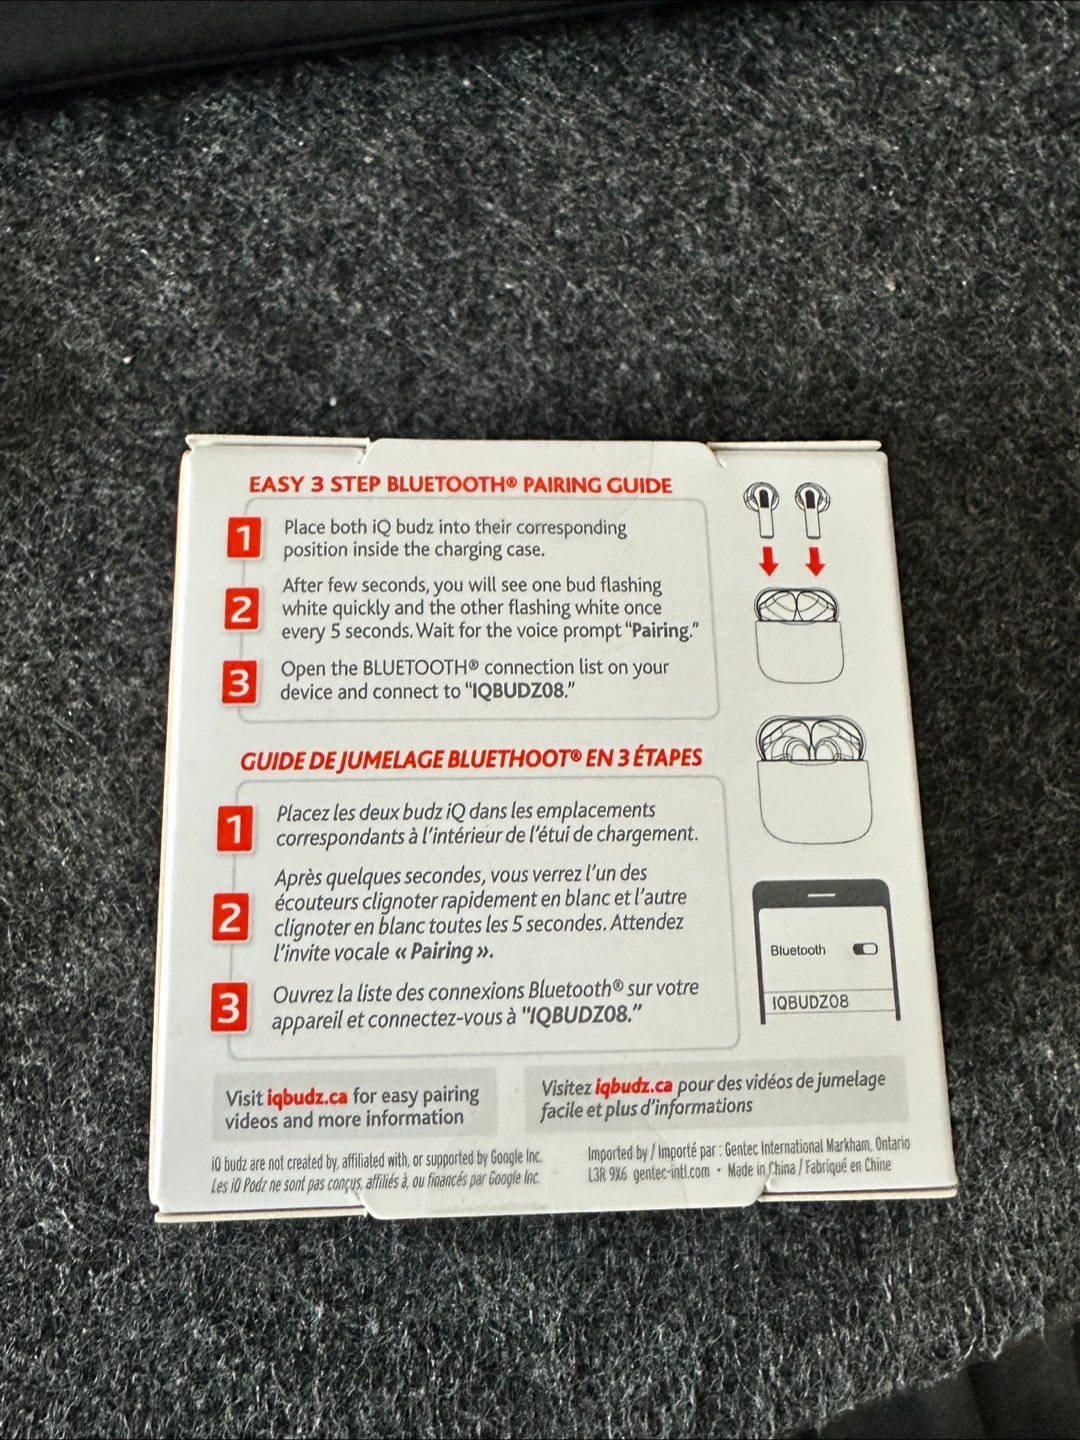 EASY 3 STEP BLUETOOTH® PAIRING GUIDE
1
Place both iQ budz into their corresponding
position inside the charging case.
2
After few seconds, you will see one bud flashing
white quickly and the other flashing white once
every 5 seconds. Wait for the voice prompt "Pairing."
3
Open the BLUETOOTH® connection list on your
device and connect to "IQBUDZ08."
GUIDE DE JUMELAGE BLUETHOOT® EN 3 ÉTAPES
1
Placez les deux budz iQ dans les emplacements
correspondants à l'intérieur de l'étui de chargement.
2
Après quelques secondes, vous verrez l'un des
écouteurs clignoter rapidement en blanc et l'autre
clignoter en blanc toutes les 5 secondes. Attendez
l'invite vocale « Pairing ».
3
Ouvrez la liste des connexions Bluetooth® sur votre
appareil et connectez-vous à "IQBUDZ08."
Bluetooth
IQBUDZ08
Visit iqbudz.ca for easy pairing
videos and more information
Visitez iqbudz.ca pour des vidéos de jumelage
facile et plus d'informations
iQ budz are not created by, affiliated with, or supported by Google Inc.
Les iQ Podz ne sont pas conçus, affiliés à, ou financés par Google Inc.
Imported by / Importé par : Gentec International Markham, Ontario
L3R 9X6 gentec-intl.com • Made in China / Fabriqué en Chine